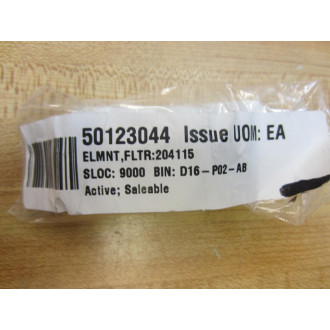 50123044 Issue UOM: EA
ELMNT,FLTR:204115
SLOC: 9000 BIN: D16-P02-AB
Active; Saleable